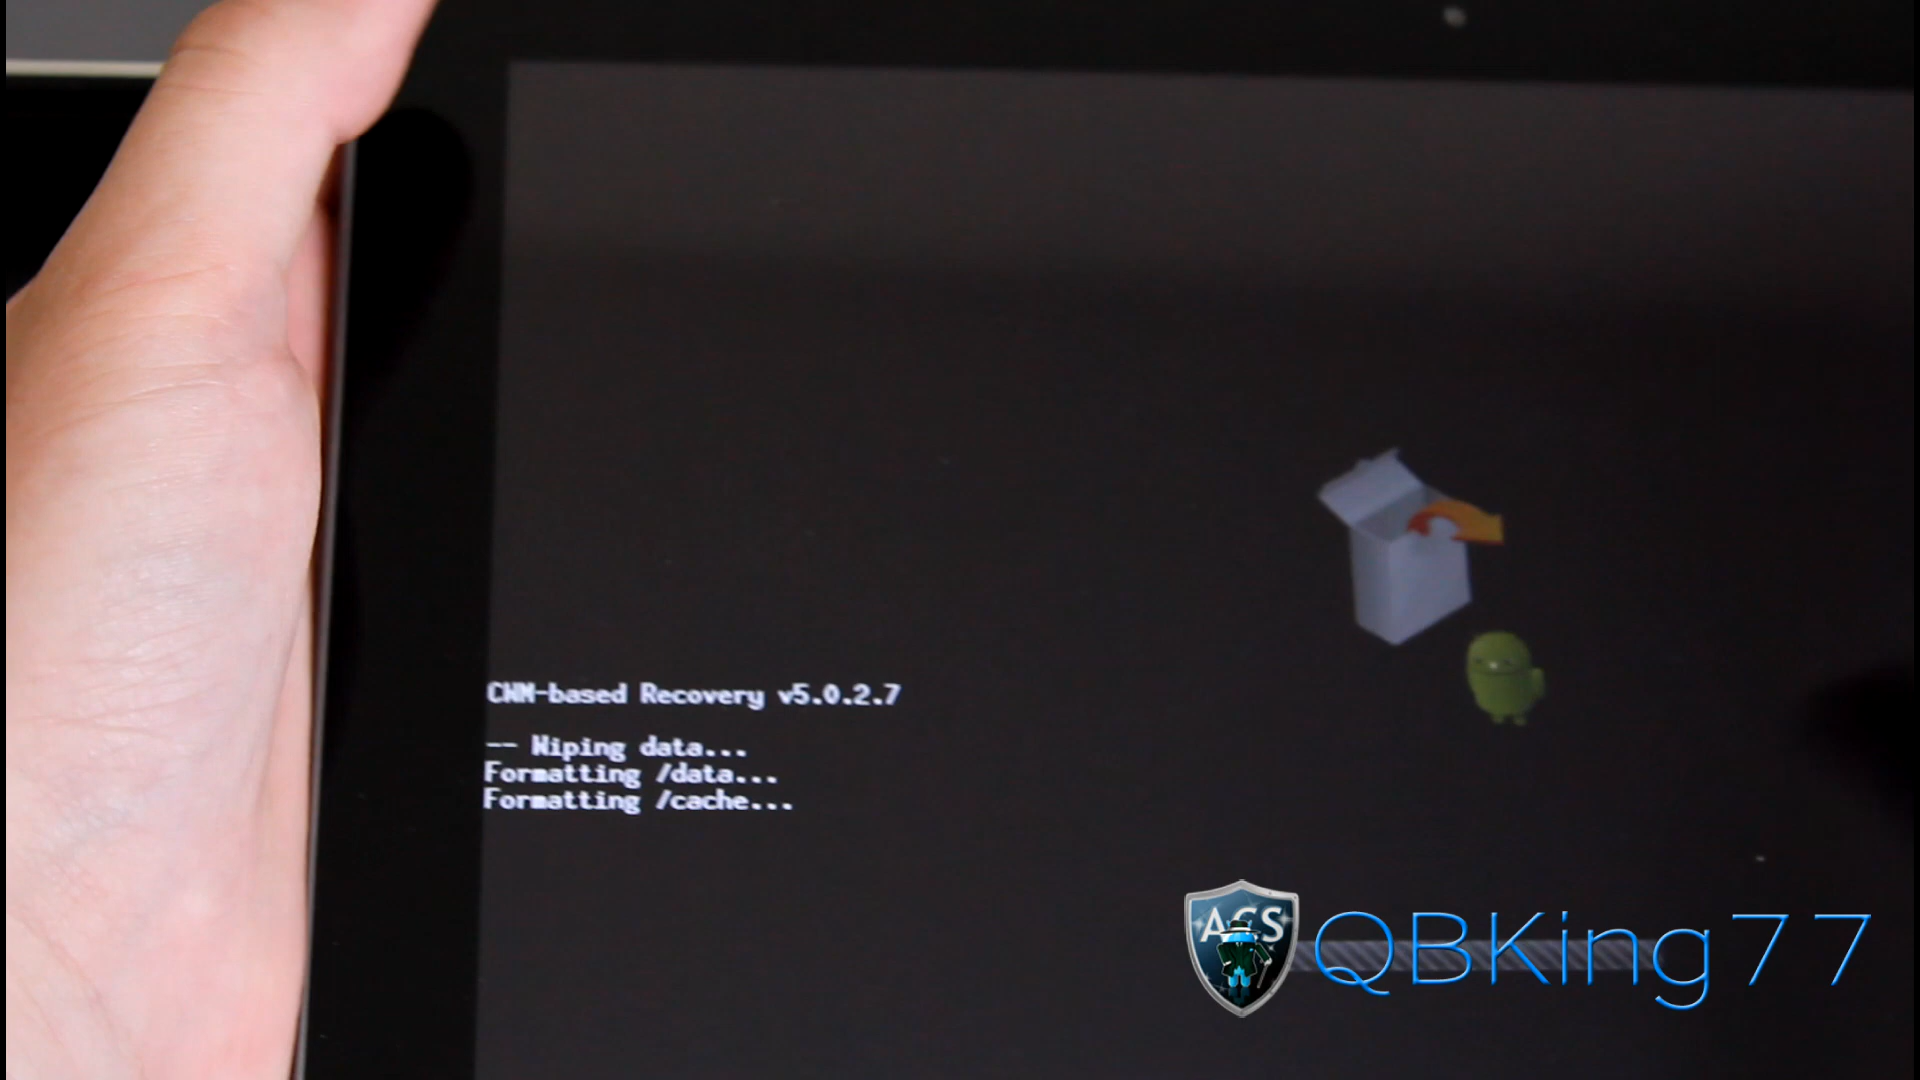 CWM-based Recovery v5.0.2.7
-- Wiping data...
Formatting /data...
Formatting /cache...
ACS
QBKing77